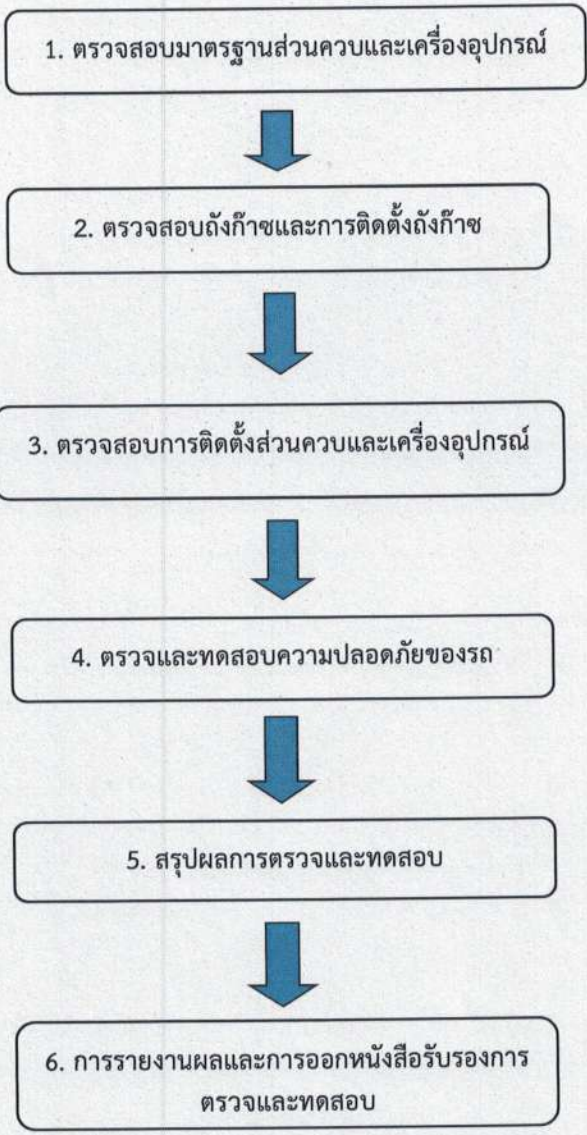 1. ตรวจสอบมาตรฐานส่วนควบและเครื่องอุปกรณ์
2. ตรวจสอบถังก๊าซและการติดตั้งถังก๊าซ
3. ตรวจสอบการติดตั้งส่วนควบและเครื่องอุปกรณ์
4. ตรวจและทดสอบความปลอดภัยของรถ
5. สรุปผลการตรวจและทดสอบ
6. การรายงานผลและการออกหนังสือรับรองการ
ตรวจและทดสอบ